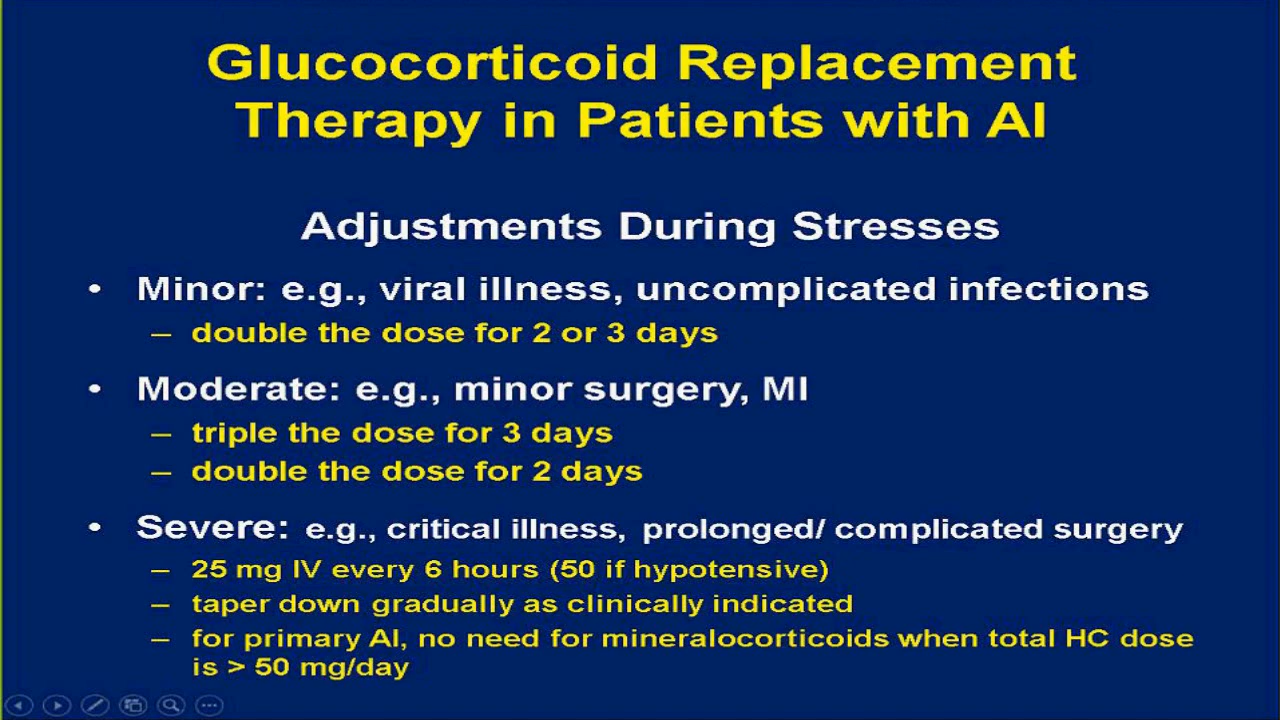 Glucocorticoid Replacement
Therapy in Patients with AI
Adjustments During Stresses
• Minor: e.g., viral illness, uncomplicated infections
– double the dose for 2 or 3 days
• Moderate: e.g., minor surgery, MI
– triple the dose for 3 days
– double the dose for 2 days
• Severe: e.g., critical illness, prolonged/ complicated surgery
– 25 mg IV every 6 hours (50 if hypotensive)
– taper down gradually as clinically indicated
– for primary AI, no need for mineralocorticoids when total HC dose
is > 50 mg/day